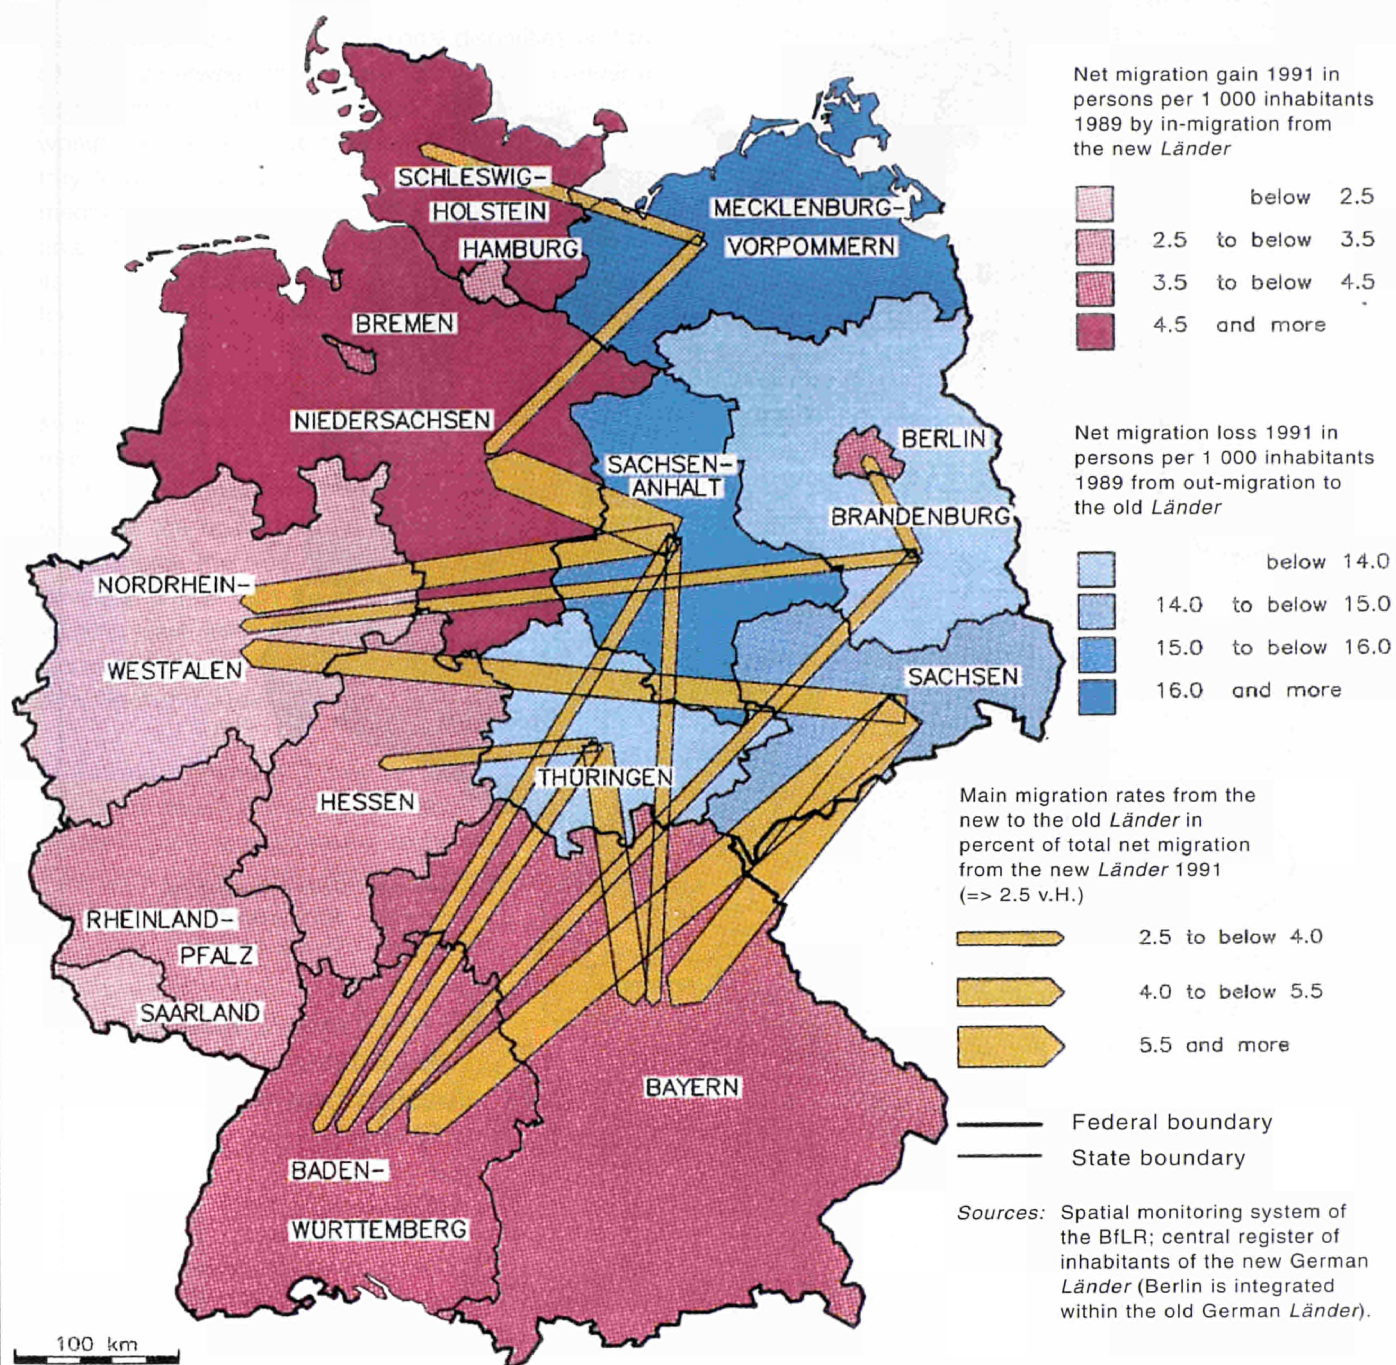 SCHLESWIG-
HOLSTEIN
HAMBURG
MECKLENBURG-
VORPOMMERN
BREMEN
NIEDERSACHSEN
BERLIN
SACHSEN-
ANHALT
BRANDENBURG
NORDRHEIN-
WESTFALEN
SACHSEN
THÜRINGEN
HESSEN
RHEINLAND-
PFALZ
SAARLAND
BAYERN
BADEN-
WÜRTTEMBERG
100 km
Net migration gain 1991 in
persons per 1 000 inhabitants
1989 by in-migration from
the new Länder
below 2.5
2.5 to below 3.5
3.5 to below 4.5
4.5 and more
Net migration loss 1991 in
persons per 1 000 inhabitants
1989 from out-migration to
the old Länder
below 14.0
14.0 to below 15.0
15.0 to below 16.0
16.0 and more
Main migration rates from the
new to the old Länder in
percent of total net migration
from the new Länder 1991
(=> 2.5 v.H.)
2.5 to below 4.0
4.0 to below 5.5
5.5 and more
Federal boundary
State boundary
Sources: Spatial monitoring system of
the BfLR; central register of
inhabitants of the new German
Länder (Berlin is integrated
within the old German Länder).